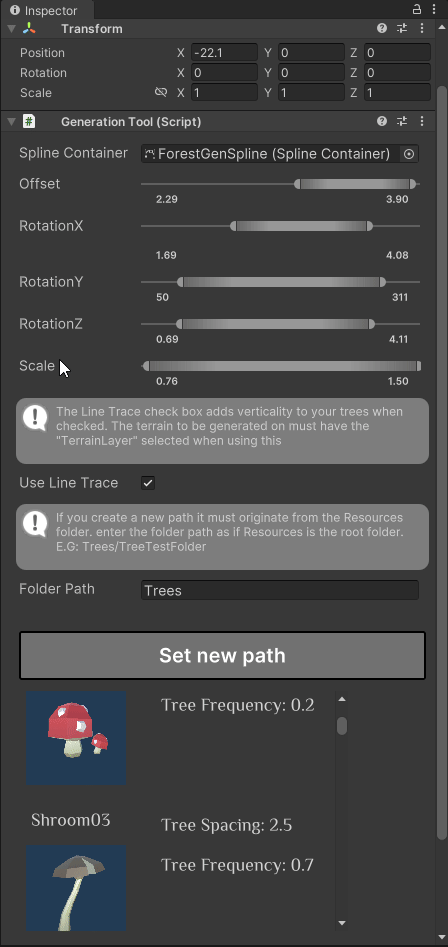 Inspector
Transform
Position X -22.1 Y 0 Z 0
Rotation X 0 Y 0 Z 0
Scale X 1 Y 1 Z 1
# Generation Tool (Script)
Spline Container ForestGenSpline (Spline Container)
Offset
2.29 3.90
RotationX
1.69 4.08
RotationY
50 311
RotationZ
0.69 4.11
Scale
0.76 1.50
The Line Trace check box adds verticality to your trees when
checked. The terrain to be generated on must have the
"TerrainLayer" selected when using this
Use Line Trace
If you create a new path it must originate from the Resources
folder. enter the folder path as if Resources is the root folder.
E.G: Trees/TreeTestFolder
Folder Path Trees
Set new path
Tree Frequency: 0.2
Shroom03
Tree Spacing: 2.5
Tree Frequency: 0.7